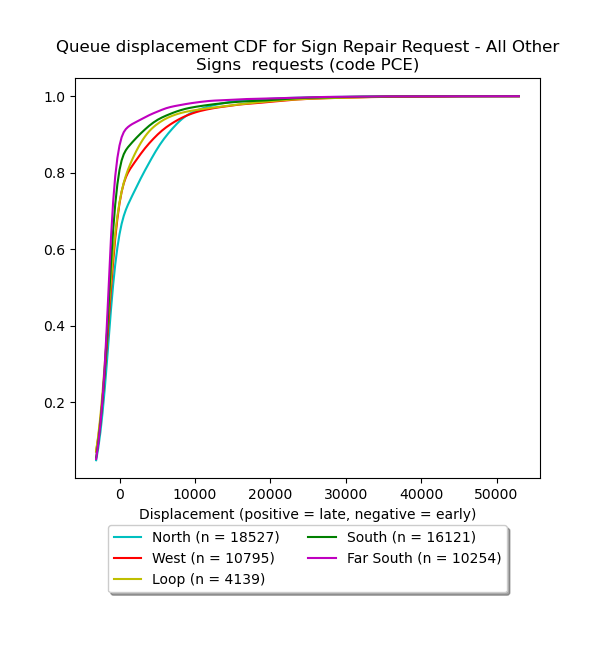 Queue displacement CDF for Sign Repair Request - All Other
Signs  requests (code PCE)
1.0
0.8
0.6
0.4
0.2
0 10000 20000 30000 40000 50000
Displacement (positive = late, negative = early)
North (n = 18527)
West (n = 10795)
Loop (n = 4139)
South (n = 16121)
Far South (n = 10254)